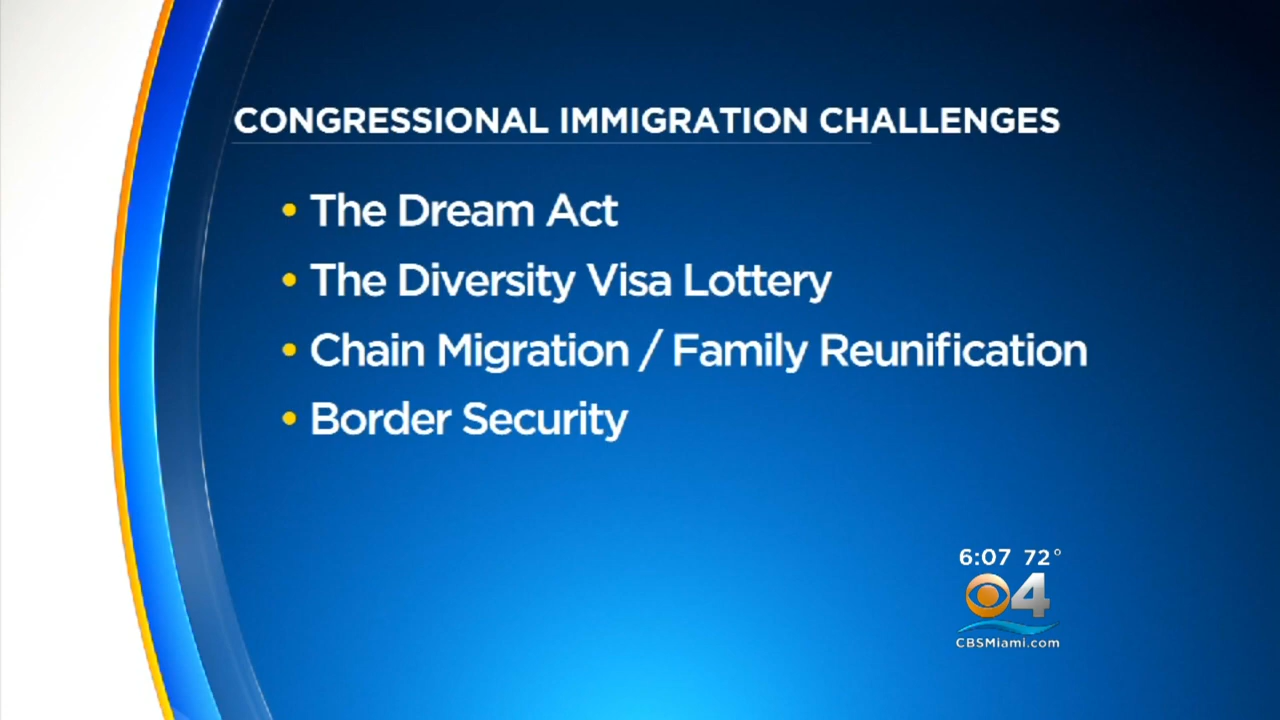 CONGRESSIONAL IMMIGRATION CHALLENGES
• The Dream Act
• The Diversity Visa Lottery
• Chain Migration / Family Reunification
• Border Security
6:07 72°
4
CBSMiami.com